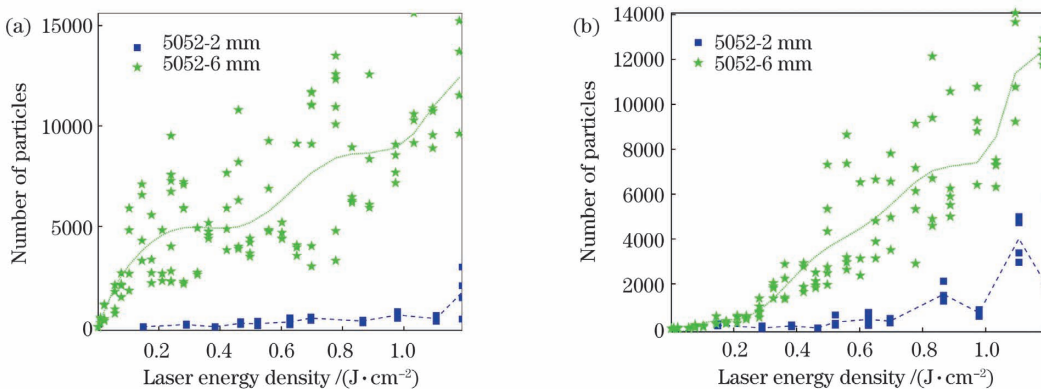 (a)
15000
10000
5000
0
5052-2 mm
5052-6 mm
Number of particles
0.2 0.4 0.6 0.8 1.0
Laser energy density /(J·cm⁻²)
(b)
14000
12000
10000
8000
6000
4000
2000
0
5052-2 mm
5052-6 mm
Number of particles
0.2 0.4 0.6 0.8 1.0
Laser energy density /(J·cm⁻²)